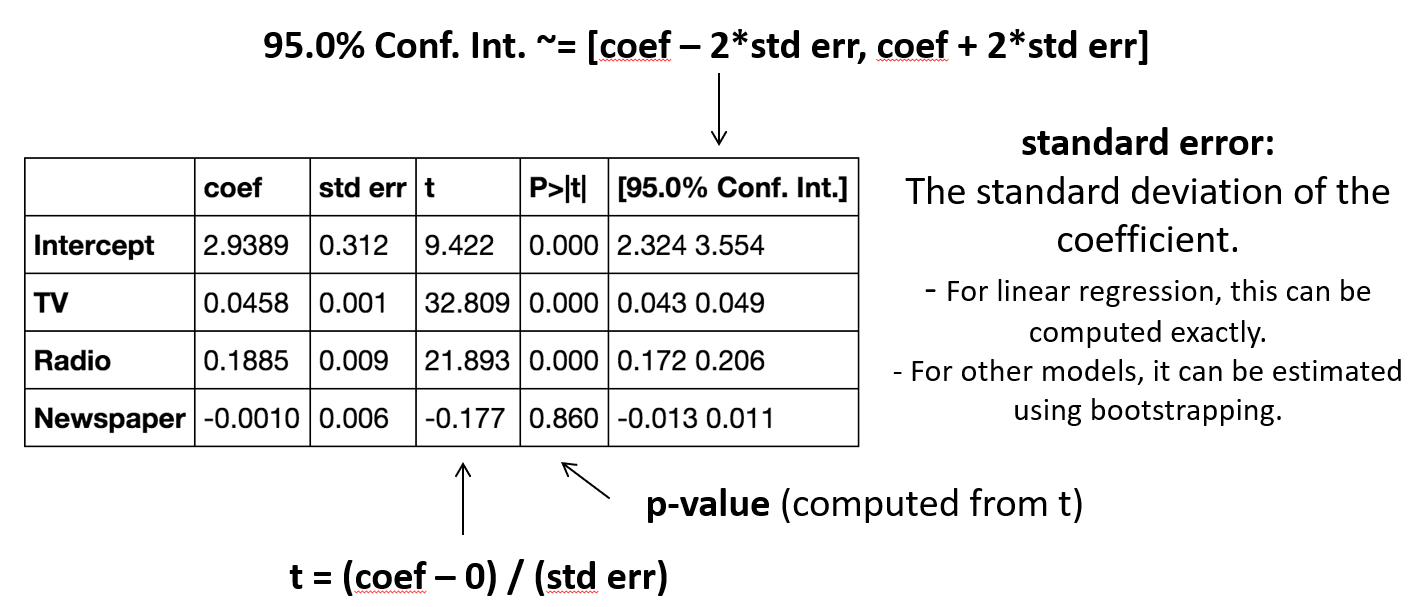 95.0% Conf. Int. ~= [coef – 2*std err, coef + 2*std err]
coef std err t P>|t| [95.0% Conf. Int.]
Intercept 2.9389 0.312 9.422 0.000 2.324 3.554
TV 0.0458 0.001 32.809 0.000 0.043 0.049
Radio 0.1885 0.009 21.893 0.000 0.172 0.206
Newspaper -0.0010 0.006 -0.177 0.860 -0.013 0.011
standard error:
The standard deviation of the
coefficient.
- For linear regression, this can be
computed exactly.
- For other models, it can be estimated
using bootstrapping.
p-value (computed from t)
t = (coef – 0) / (std err)